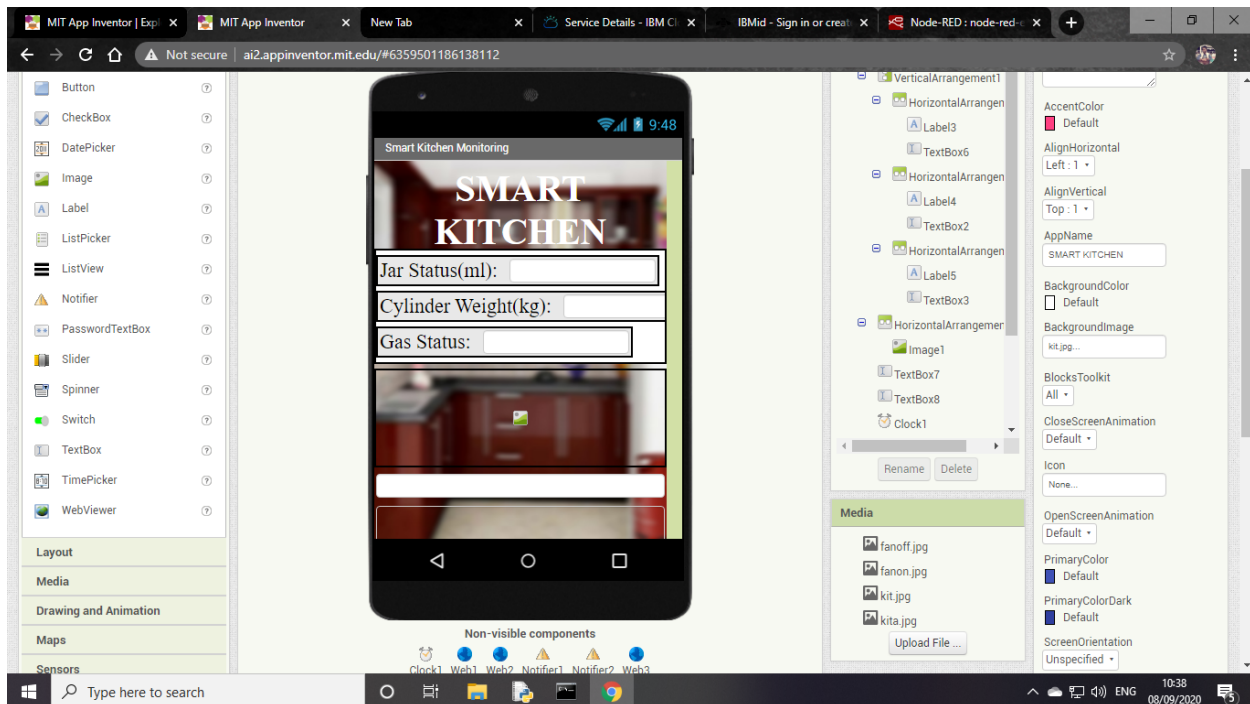 MIT App Inventor | Expl
MIT App Inventor
New Tab
Service Details - IBM Cl
IBMid - Sign in or creat
Node-RED : node-red-e
Not secure | ai2.appinventor.mit.edu/#6359501186138112
Button
CheckBox
DatePicker
Image
Label
ListPicker
ListView
Notifier
PasswordTextBox
Slider
Spinner
Switch
TextBox
TimePicker
WebViewer
Layout
Media
Drawing and Animation
Maps
Sensors
9:48
Smart Kitchen Monitoring
SMART
KITCHEN
Jar Status(ml):
Cylinder Weight(kg):
Gas Status:
Non-visible components
Clock1 Web1 Web2 Notifier1 Notifier2 Web3
VerticalArrangement1
HorizontalArrangen
Label3
TextBox6
HorizontalArrangen
Label4
TextBox2
HorizontalArrangen
Label5
TextBox3
HorizontalArrangemer
Image1
TextBox7
TextBox8
Clock1
Rename Delete
Media
fanoff.jpg
fanon.jpg
kit.jpg
kita.jpg
Upload File ...
AccentColor
Default
AlignHorizontal
Left : 1
AlignVertical
Top : 1
AppName
SMART KITCHEN
BackgroundColor
Default
BackgroundImage
kit.jpg...
BlocksToolkit
All
CloseScreenAnimation
Default
Icon
None...
OpenScreenAnimation
Default
PrimaryColor
Default
PrimaryColorDark
Default
ScreenOrientation
Unspecified
Type here to search
ENG
10:38
08/09/2020
5